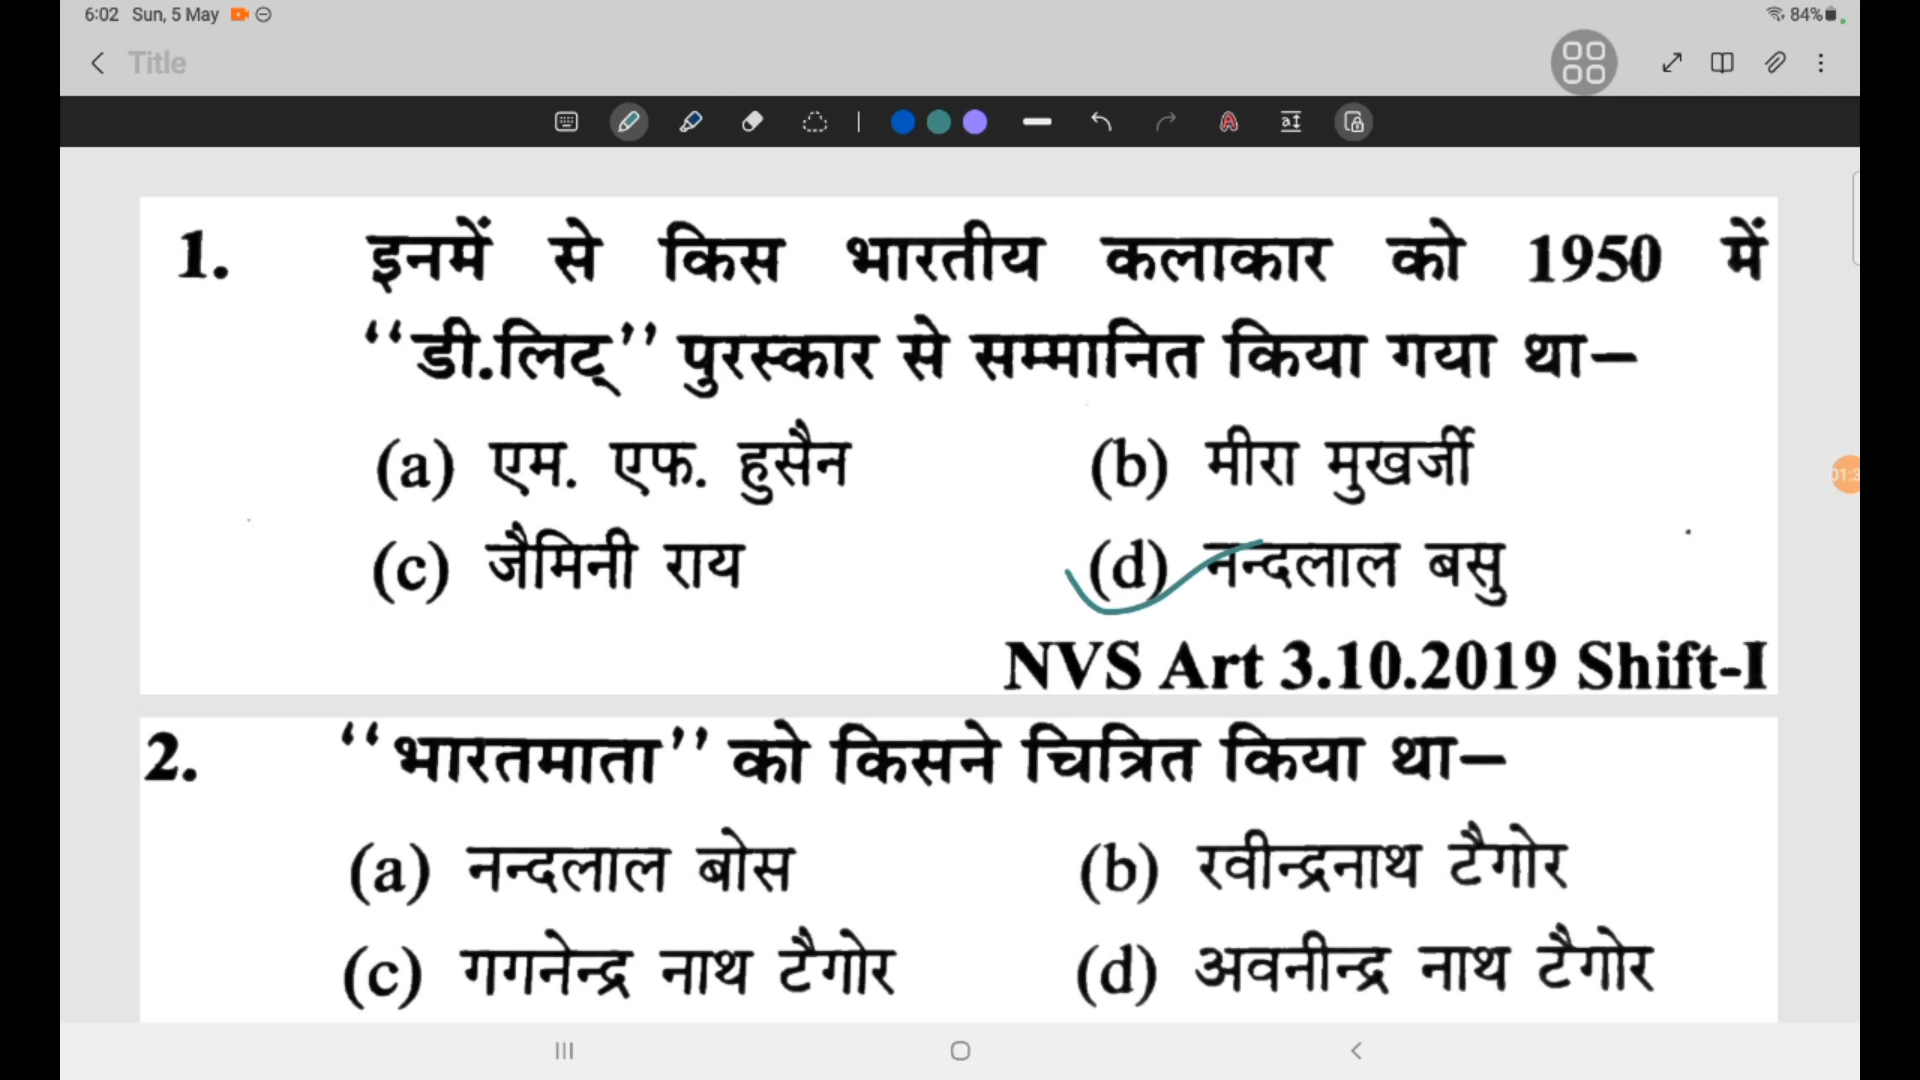 6:02 Sun, 5 May
84%
Title
1. इनमें से किस भारतीय कलाकार को 1950 में
“डी.लिट्” पुरस्कार से सम्मानित किया गया था–
(a) एम. एफ. हुसैन (b) मीरा मुखर्जी
(c) जैमिनी राय (d) नन्दलाल बसु
NVS Art 3.10.2019 Shift-I
2. “भारतमाता” को किसने चित्रित किया था–
(a) नन्दलाल बोस (b) रवीन्द्रनाथ टैगोर
(c) गगनेन्द्र नाथ टैगोर (d) अवनीन्द्र नाथ टैगोर